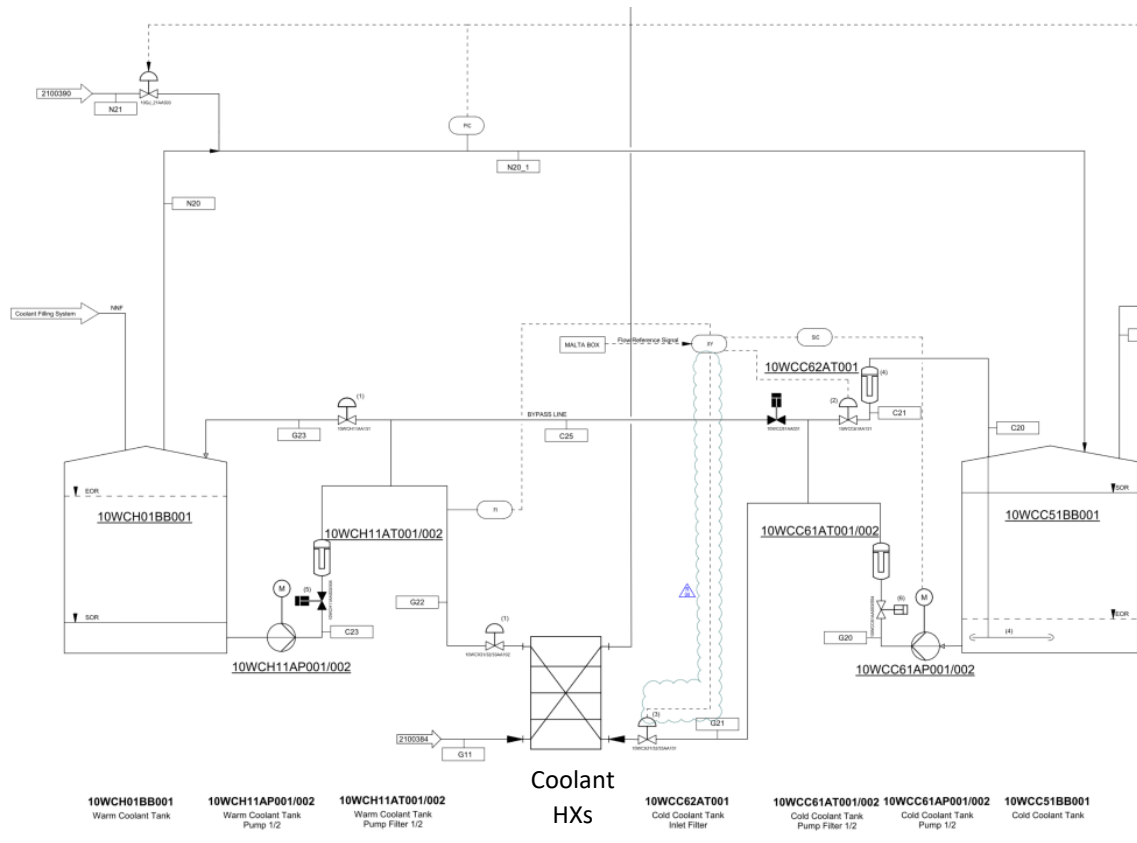 2100390
N21
PIC
N20_1
N20
Coolant Filling System
NNF
MALTA BOX
Flow Reference Signal
XY
SC
10WCC62AT001
(4)
(1)
(2)
C21
G23
10WCH11AA151
BYPASS LINE
C25
C20
EOR
SOR
10WCH01BB001
FI
10WCH11AT001/002
10WCC61AT001/002
10WCC51BB001
M
(5)
G22
(6)
M
SOR
EOR
C23
(1)
G20
(4)
10WCH11AP001/002
10WCC61AP001/002
(3)
G21
2100384
G11
Coolant
HXs
10WCH01BB001
Warm Coolant Tank
10WCH11AP001/002
Warm Coolant Tank
Pump 1/2
10WCH11AT001/002
Warm Coolant Tank
Pump Filter 1/2
10WCC62AT001
Cold Coolant Tank
Inlet Filter
10WCC61AT001/002
Cold Coolant Tank
Pump Filter 1/2
10WCC61AP001/002
Cold Coolant Tank
Pump 1/2
10WCC51BB001
Cold Coolant Tank